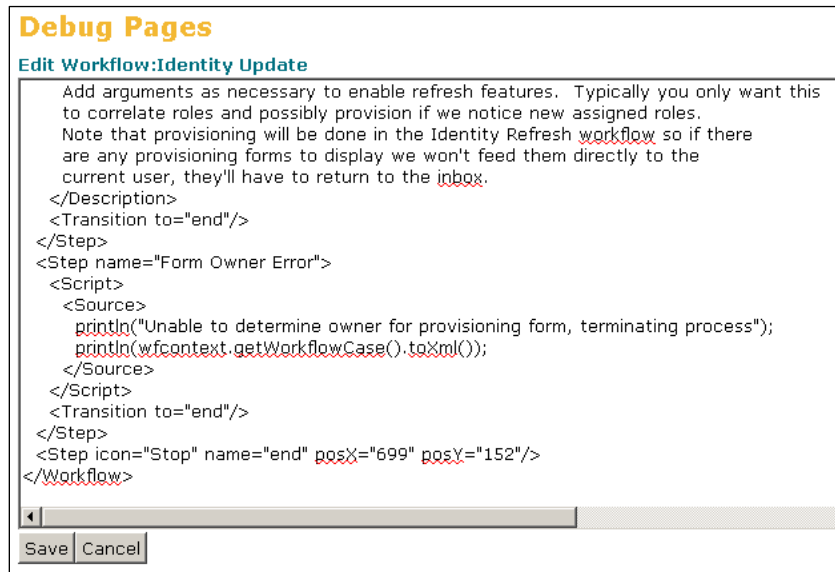 Debug Pages
Edit Workflow:Identity Update
Add arguments as necessary to enable refresh features.  Typically you only want this
to correlate roles and possibly provision if we notice new assigned roles.
Note that provisioning will be done in the Identity Refresh workflow so if there
are any provisioning forms to display we won't feed them directly to the
current user, they'll have to return to the inbox.
</Description>
<Transition to="end"/>
</Step>
<Step name="Form Owner Error">
<Script>
<Source>
println("Unable to determine owner for provisioning form, terminating process");
println(wfcontext.getWorkflowCase().toXml());
</Source>
</Script>
<Transition to="end"/>
</Step>
<Step icon="Stop" name="end" posX="699" posY="152"/>
</Workflow>
Save Cancel